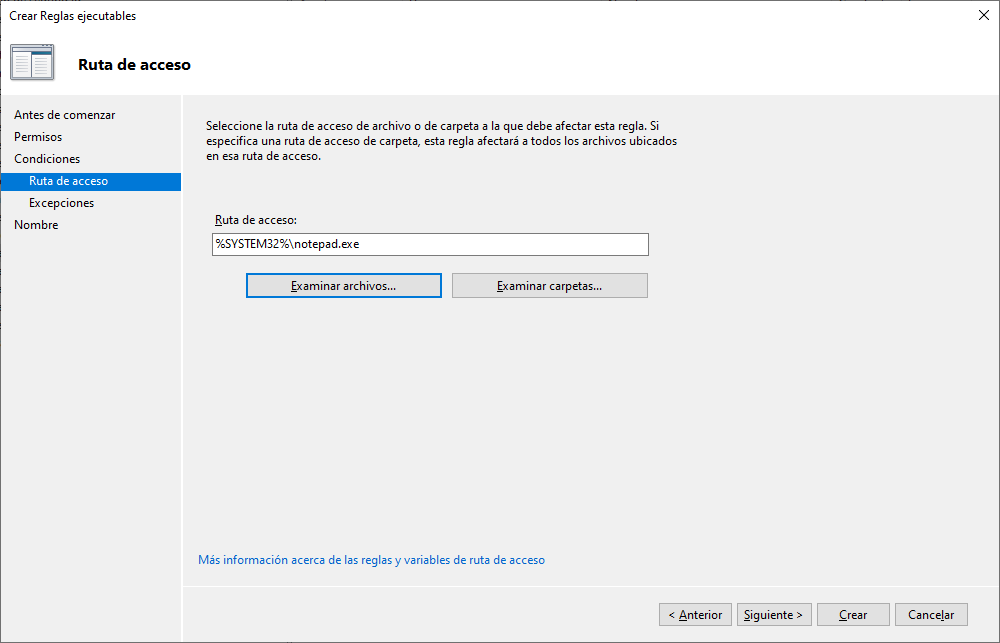 Crear Reglas ejecutables
Ruta de acceso
Antes de comenzar
Permisos
Condiciones
Ruta de acceso
Excepciones
Nombre
Seleccione la ruta de acceso de archivo o de carpeta a la que debe afectar esta regla. Si
especifica una ruta de acceso de carpeta, esta regla afectará a todos los archivos ubicados
en esa ruta de acceso.
Ruta de acceso:
%SYSTEM32%\notepad.exe
Examinar archivos...
Examinar carpetas...
Más información acerca de las reglas y variables de ruta de acceso
< Anterior
Siguiente >
Crear
Cancelar